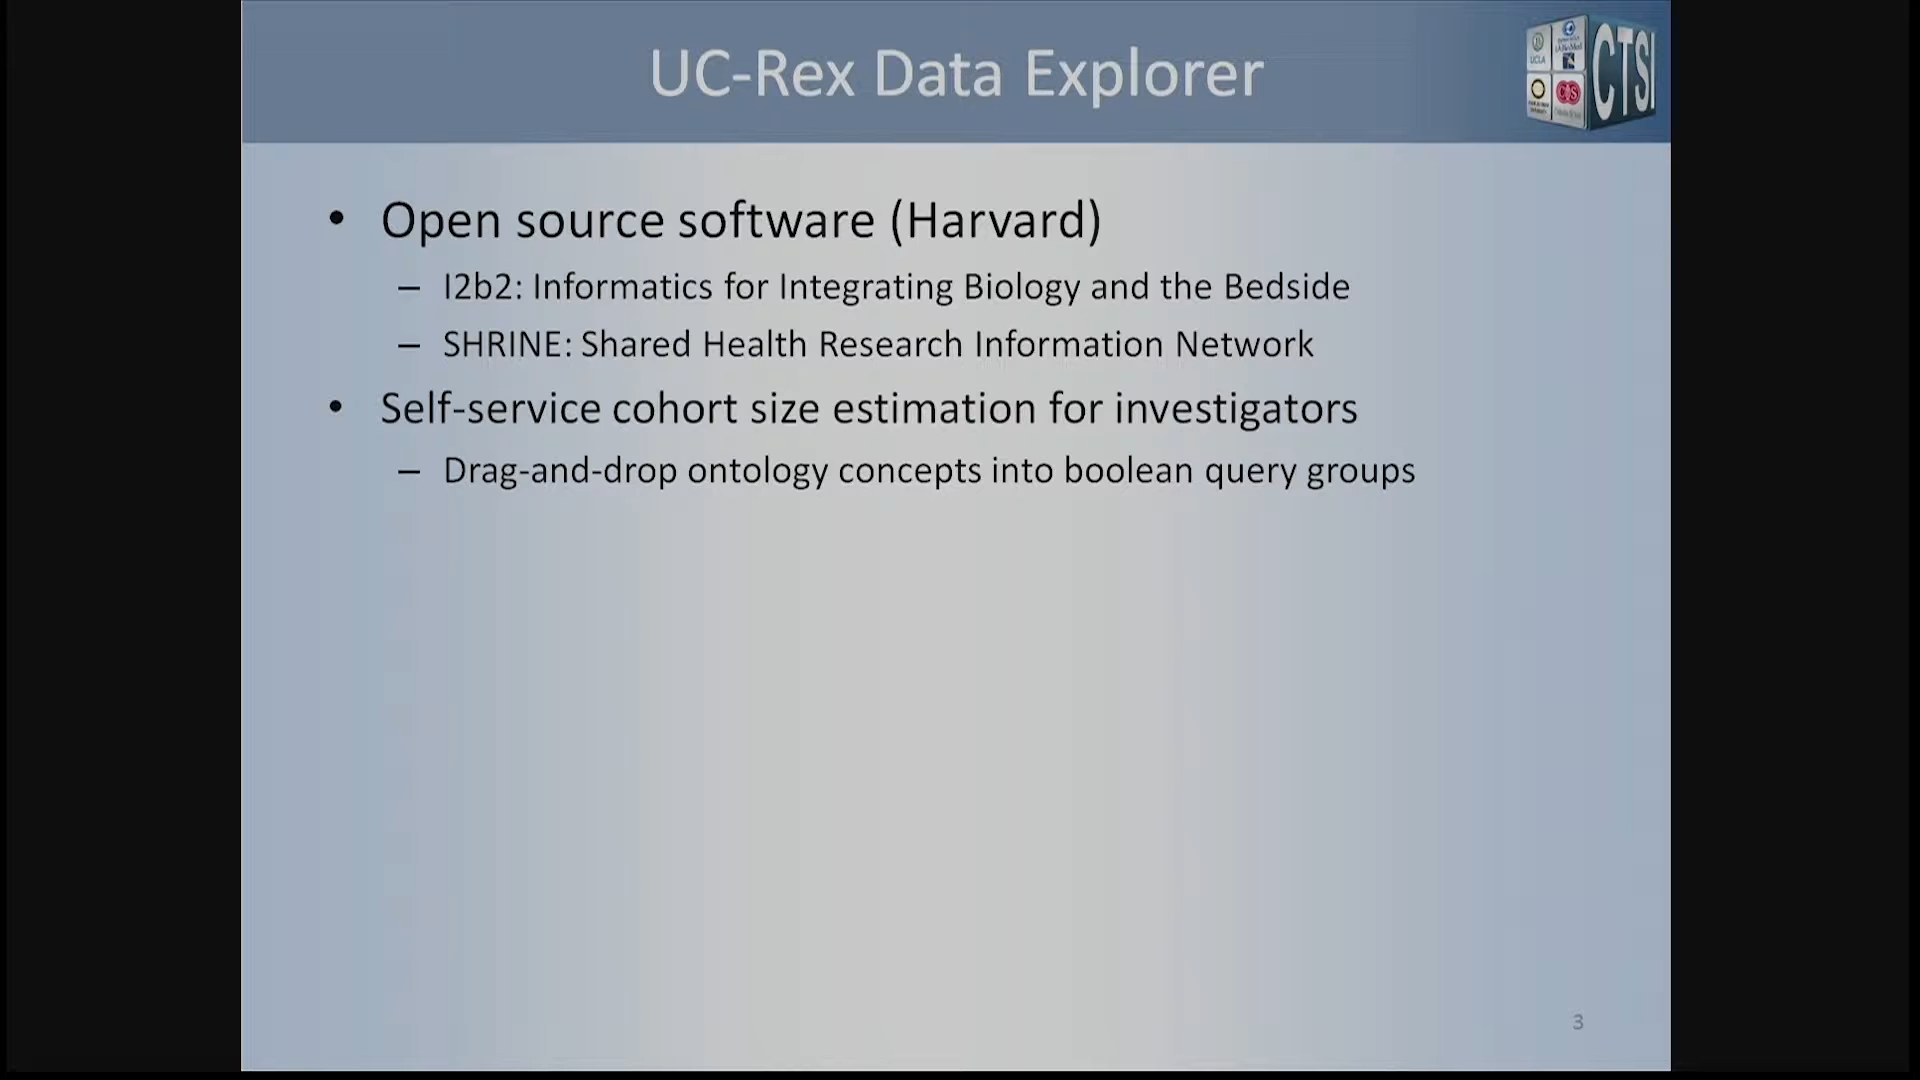 UC-Rex Data Explorer
UCLA
CTSI
• Open source software (Harvard)
– I2b2: Informatics for Integrating Biology and the Bedside
– SHRINE: Shared Health Research Information Network
• Self-service cohort size estimation for investigators
– Drag-and-drop ontology concepts into boolean query groups
3